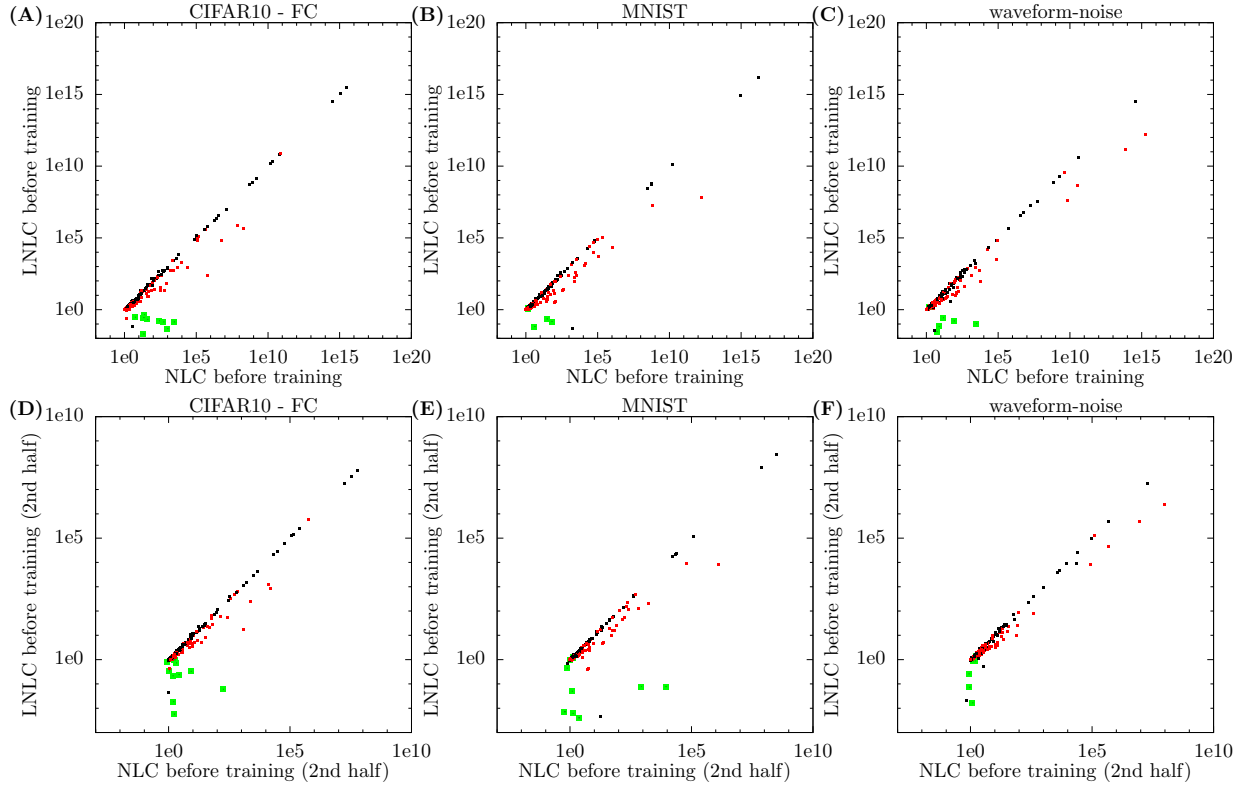 (A) CIFAR10 - FC (B) MNIST (C) waveform-noise
1e20 1e20 1e20
1e15 1e15 1e15
1e10 1e10 1e10
1e5 1e5 1e5
1e0 1e0 1e0
LNLC before training LNLC before training LNLC before training
1e0 1e5 1e10 1e15 1e20 1e0 1e5 1e10 1e15 1e20 1e0 1e5 1e10 1e15 1e20
NLC before training NLC before training NLC before training
(D) CIFAR10 - FC (E) MNIST (F) waveform-noise
1e10 1e10 1e10
1e5 1e5 1e5
1e0 1e0 1e0
LNLC before training (2nd half) LNLC before training (2nd half) LNLC before training (2nd half)
1e0 1e5 1e10 1e0 1e5 1e10 1e0 1e5 1e10
NLC before training (2nd half) NLC before training (2nd half) NLC before training (2nd half)